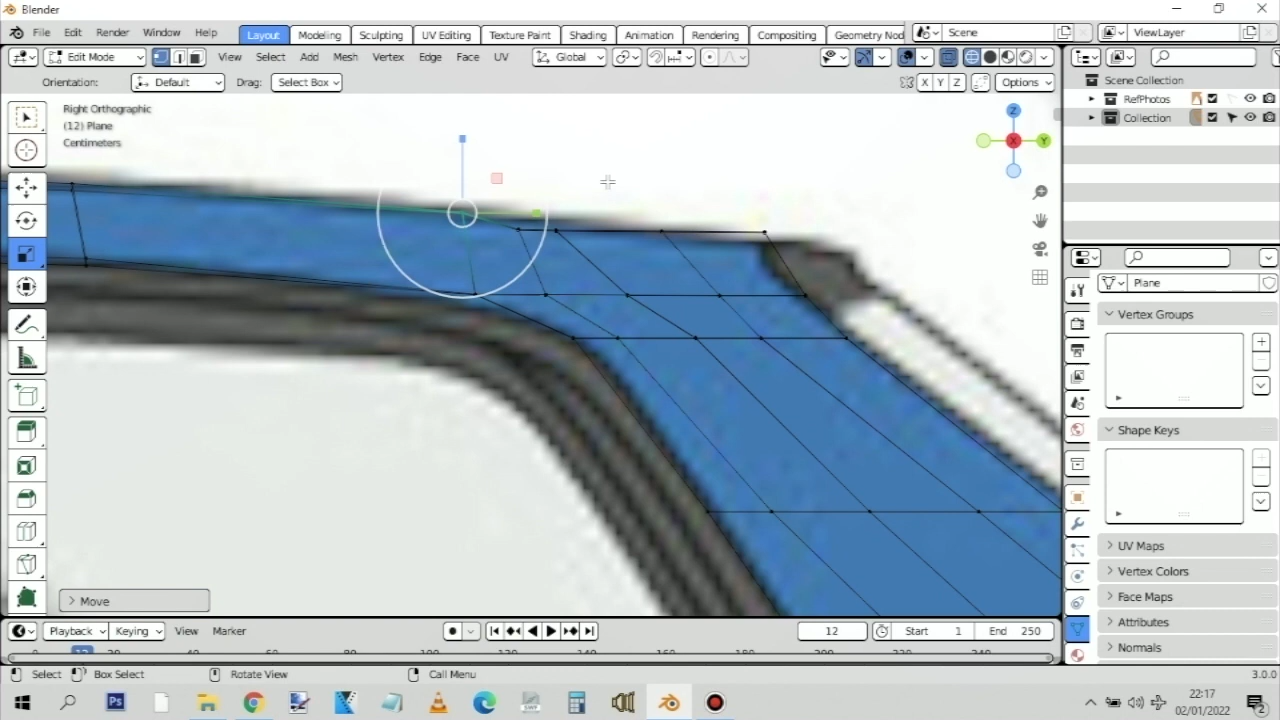 Blender
File Edit Render Window Help
Layout Modeling Sculpting UV Editing Texture Paint Shading Animation Rendering Compositing Geometry Nod
Scene
ViewLayer
Edit Mode
View Select Add Mesh Vertex Edge Face UV
Global
Orientation: Default Drag: Select Box
X Y Z
Options
Right Orthographic
(12) Plane
Centimeters
Z
X
Y
Scene Collection
RefPhotos
Collection
Plane
Vertex Groups
Shape Keys
UV Maps
Vertex Colors
Face Maps
Attributes
Normals
Move
Playback Keying View Marker
12
Start 1
End 250
Select Box Select Rotate View Call Menu
3.0.0
22:17
02/01/2022
2